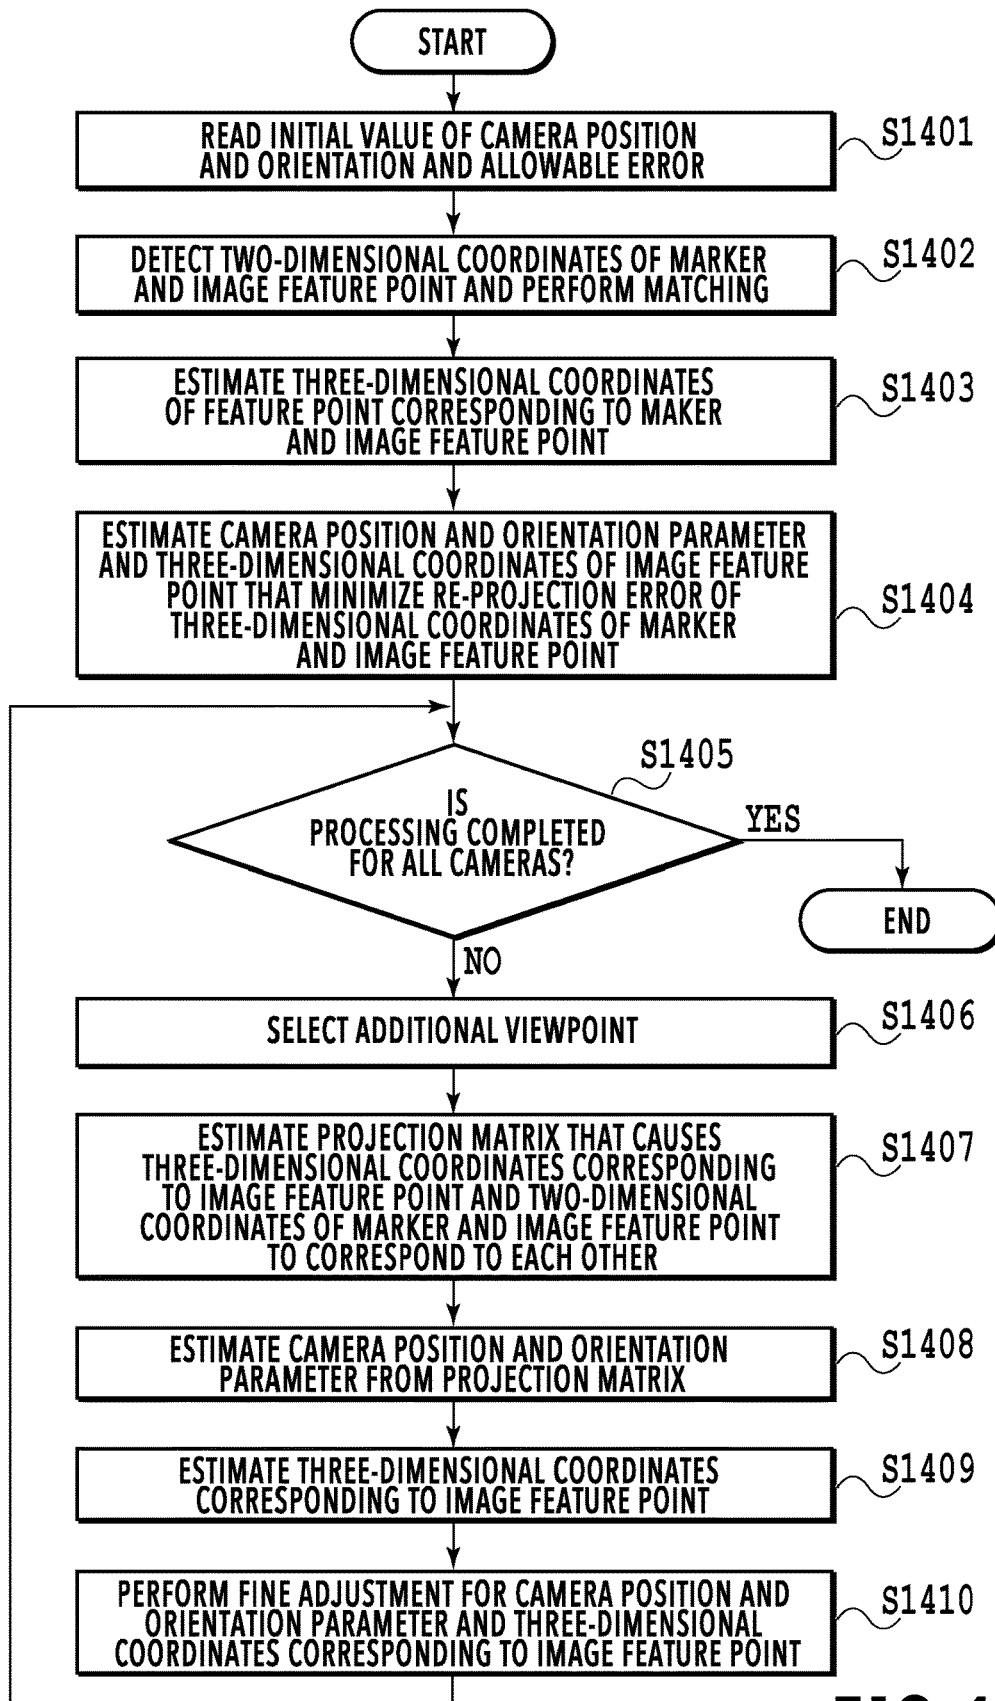 START
READ INITIAL VALUE OF CAMERA POSITION
AND ORIENTATION AND ALLOWABLE ERROR
S1401
DETECT TWO-DIMENSIONAL COORDINATES OF MARKER
AND IMAGE FEATURE POINT AND PERFORM MATCHING
S1402
ESTIMATE THREE-DIMENSIONAL COORDINATES
OF FEATURE POINT CORRESPONDING TO MAKER
AND IMAGE FEATURE POINT
S1403
ESTIMATE CAMERA POSITION AND ORIENTATION PARAMETER
AND THREE-DIMENSIONAL COORDINATES OF IMAGE FEATURE
POINT THAT MINIMIZE RE-PROJECTION ERROR OF
THREE-DIMENSIONAL COORDINATES OF MARKER
AND IMAGE FEATURE POINT
S1404
S1405
IS
PROCESSING COMPLETED
FOR ALL CAMERAS?
YES
END
NO
SELECT ADDITIONAL VIEWPOINT
S1406
ESTIMATE PROJECTION MATRIX THAT CAUSES
THREE-DIMENSIONAL COORDINATES CORRESPONDING
TO IMAGE FEATURE POINT AND TWO-DIMENSIONAL
COORDINATES OF MARKER AND IMAGE FEATURE POINT
TO CORRESPOND TO EACH OTHER
S1407
ESTIMATE CAMERA POSITION AND ORIENTATION
PARAMETER FROM PROJECTION MATRIX
S1408
ESTIMATE THREE-DIMENSIONAL COORDINATES
CORRESPONDING TO IMAGE FEATURE POINT
S1409
PERFORM FINE ADJUSTMENT FOR CAMERA POSITION AND
ORIENTATION PARAMETER AND THREE-DIMENSIONAL
COORDINATES CORRESPONDING TO IMAGE FEATURE POINT
S1410